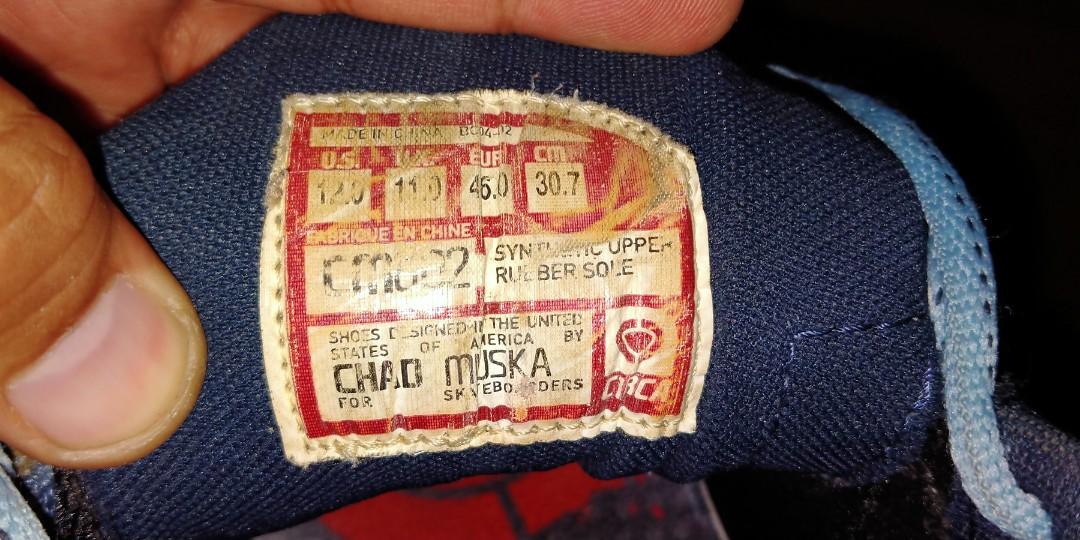 MADE IN CHINA
U.S. EUR CM
12.0 11.0 46.0 30.7
FABRIQUE EN CHINE
SYNTHETIC UPPER
RUBBER SOLE
SHOES DESIGNED IN THE UNITED
STATES OF AMERICA BY
CHAD MUSKA
FOR SKATEBOARDERS
CIRCA